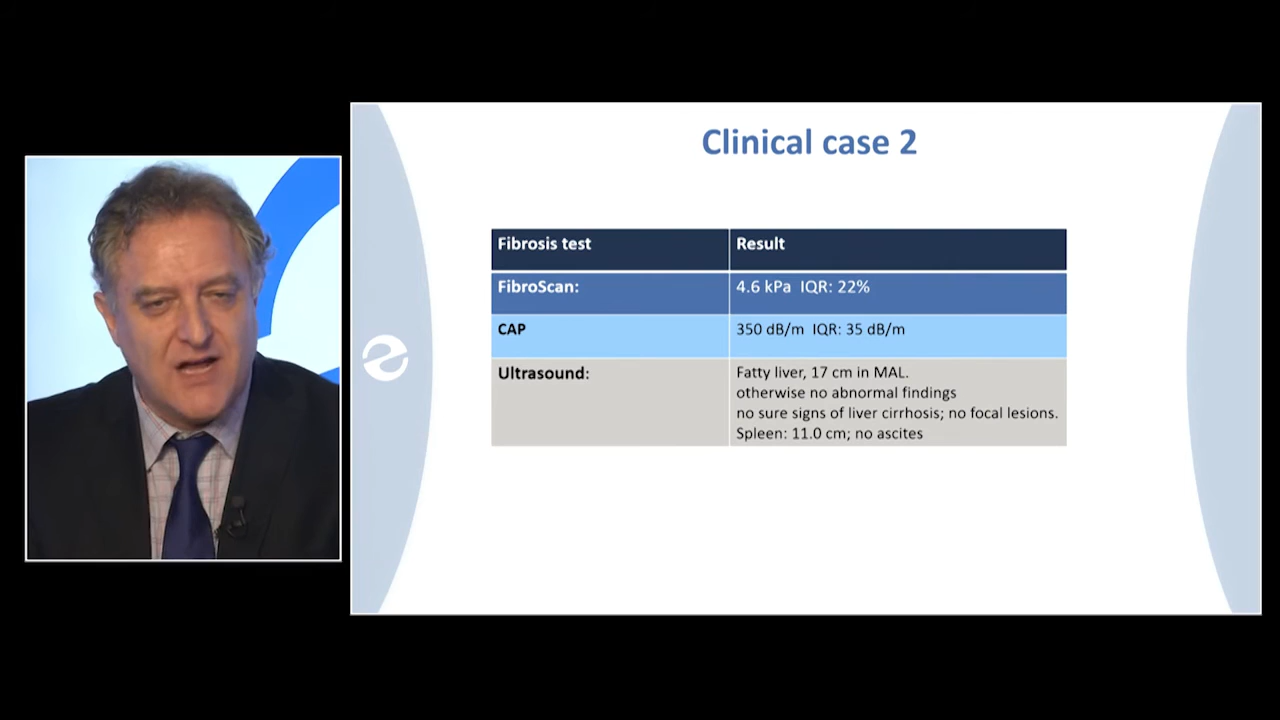 Clinical case 2
Fibrosis test Result
FibroScan: 4.6 kPa IQR: 22%
CAP 350 dB/m IQR: 35 dB/m
Ultrasound: Fatty liver, 17 cm in MAL.
otherwise no abnormal findings
no sure signs of liver cirrhosis; no focal lesions.
Spleen: 11.0 cm; no ascites